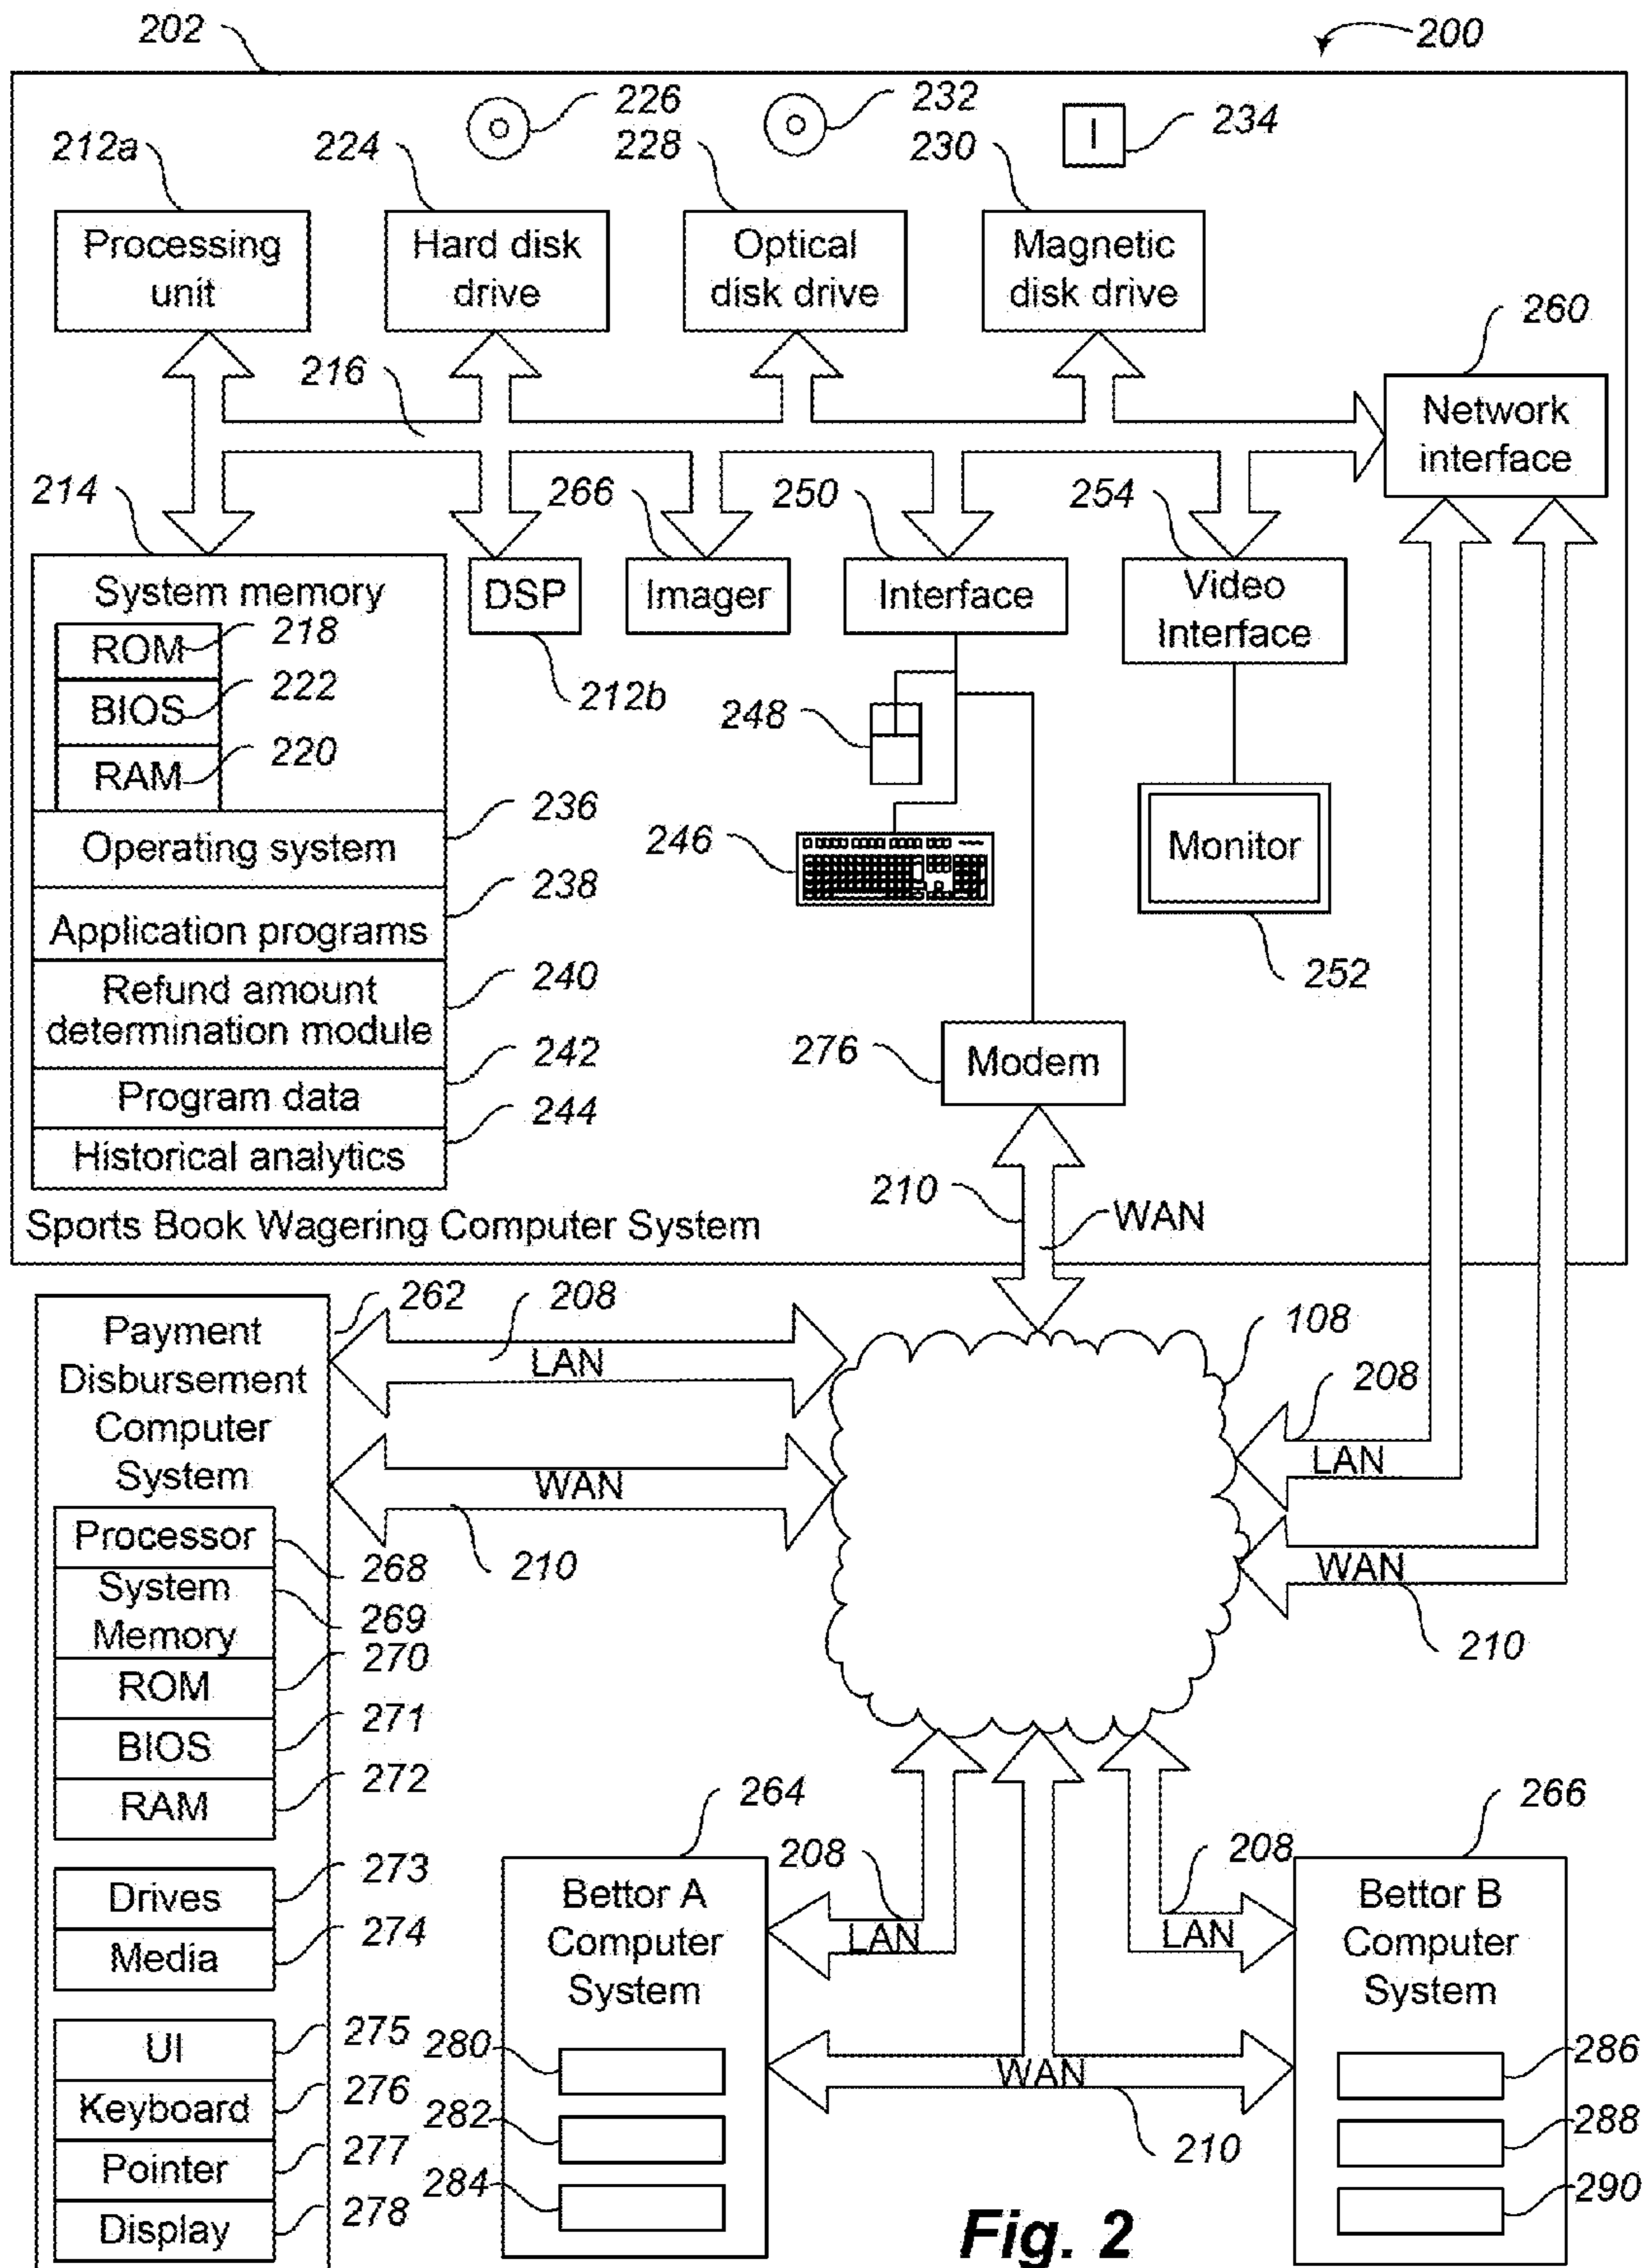 202
200
226
232
234
212a
224
228
230
Processing
unit
Hard disk
drive
Optical
disk drive
Magnetic
disk drive
260
216
Network
interface
214
266
250
254
System memory
DSP
Imager
Interface
Video
Interface
ROM
218
BIOS
222
212b
248
RAM
220
236
Operating system
246
Monitor
238
Application programs
252
Refund amount
determination module
240
276
Modem
242
Program data
244
Historical analytics
210
WAN
Sports Book Wagering Computer System
262
208
108
Payment
Disbursement
Computer
System
LAN
208
LAN
WAN
WAN
210
210
Processor
268
System
Memory
269
270
ROM
271
BIOS
272
RAM
264
266
273
208
208
Drives
274
Media
Bettor A
Computer
System
LAN
LAN
Bettor B
Computer
System
275
UI
280
WAN
286
276
Keyboard
282
288
277
Pointer
210
284
290
278
Display
Fig. 2